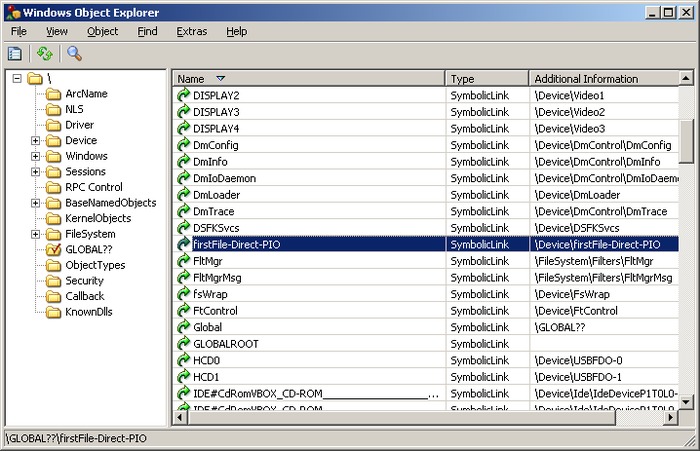 Windows Object Explorer
File View Object Find Extras Help
\
ArcName
NLS
Driver
Device
Windows
Sessions
RPC Control
BaseNamedObjects
KernelObjects
FileSystem
GLOBAL??
ObjectTypes
Security
Callback
KnownDlls
Name Type Additional Information
DISPLAY2 SymbolicLink \Device\Video1
DISPLAY3 SymbolicLink \Device\Video2
DISPLAY4 SymbolicLink \Device\Video3
DmConfig SymbolicLink \Device\DmControl\DmConfig
DmInfo SymbolicLink \Device\DmControl\DmInfo
DmIoDaemon SymbolicLink \Device\DmControl\DmIoDaemon
DmLoader SymbolicLink \Device\DmLoader
DmTrace SymbolicLink \Device\DmControl\DmTrace
DSFKSvcs SymbolicLink \Device\DSFKSvcs
firstFile-Direct-PIO SymbolicLink \Device\firstFile-Direct-PIO
FltMgr SymbolicLink \FileSystem\Filters\FltMgr
FltMgrMsg SymbolicLink \FileSystem\Filters\FltMgrMsg
fsWrap SymbolicLink \Device\FsWrap
FtControl SymbolicLink \Device\FtControl
Global SymbolicLink \GLOBAL??
GLOBALROOT SymbolicLink
HCD0 SymbolicLink \Device\USBFDO-0
HCD1 SymbolicLink \Device\USBFDO-1
IDE#CdRomVBOX_CD-ROM____________________... SymbolicLink \Device\Ide\IdeDeviceP1T0L0-
\GLOBAL??\firstFile-Direct-PIO